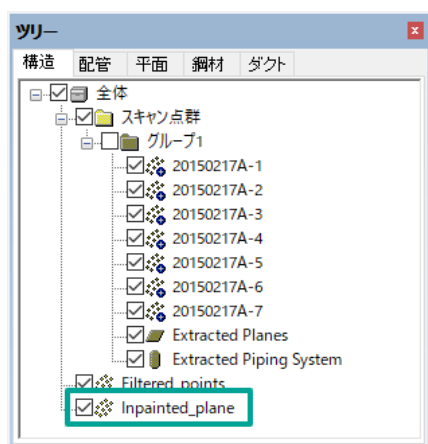 ツリー
構造 配管 平面 鋼材 ダクト
全体
スキャン点群
グループ1
20150217A-1
20150217A-2
20150217A-3
20150217A-4
20150217A-5
20150217A-6
20150217A-7
Extracted Planes
Extracted Piping System
Filtered_points
Inpainted_plane